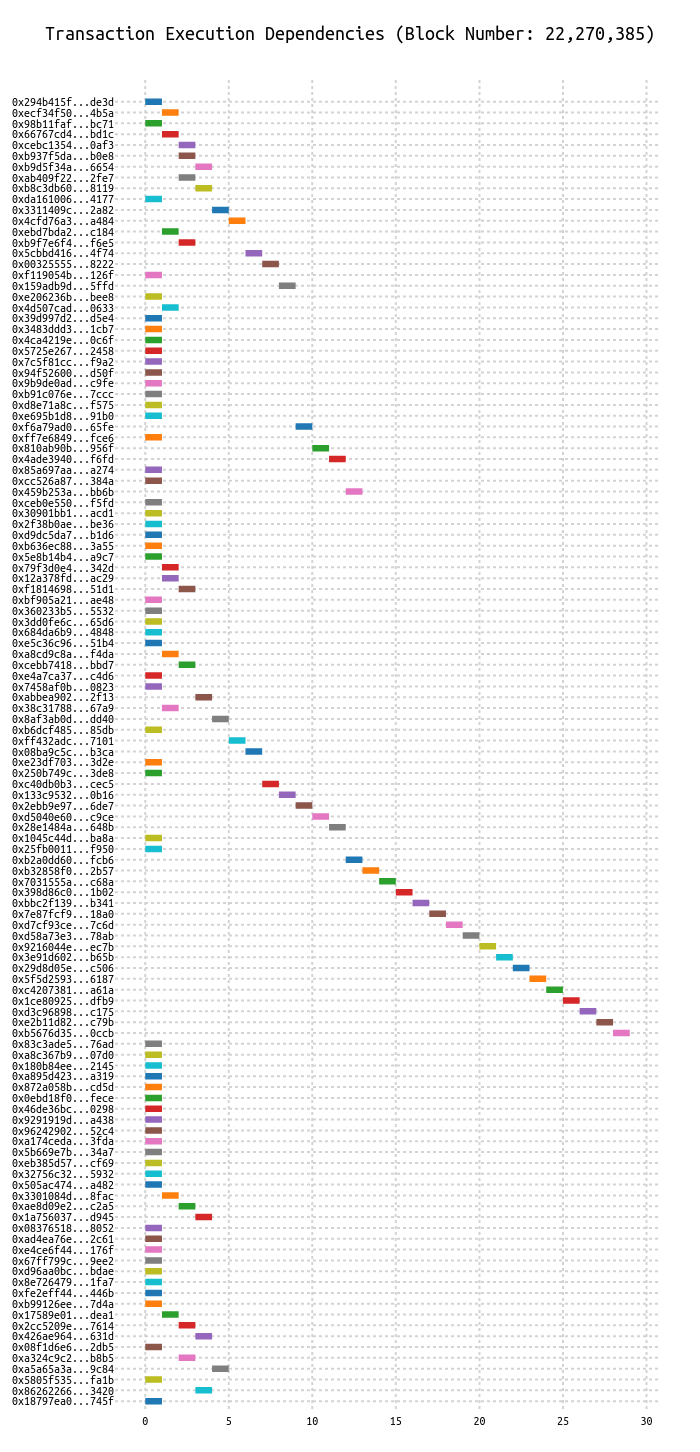 Transaction Execution Dependencies (Block Number: 22,270,385)
0x294b415f...de3d
0xecf34f50...4b5a
0x98b11faf...bc71
0x66767cd4...bd1c
0xcebc1354...0af3
0xb937f5da...b0e8
0xb9d5f34a...6654
0xab409f22...2fe7
0xb8c3db60...8119
0xda161006...4177
0x3311409c...2a82
0x4cfd76a3...a484
0xebd7bda2...c184
0xb9f7e6f4...f6e5
0x5cbbd416...4f74
0x00325555...8222
0xf119054b...126f
0x159adb9d...5ffd
0xe206236b...bee8
0x4d507cad...0633
0x39d997d2...d5e4
0x3483ddd3...1cb7
0x4ca4219e...0c6f
0x5725e267...2458
0x7c5f81cc...f9a2
0x94f52600...d50f
0x9b9de0ad...c9fe
0xb91c076e...7ccc
0xd8e71a8c...f575
0xe695b1d8...91b0
0xf6a79ad0...65fe
0xff7e6849...fce6
0x810ab90b...956f
0x4ade3940...f6fd
0x85a697aa...a274
0xcc526a87...384a
0x459b253a...bb6b
0xceb0e550...f5fd
0x30901bb1...acd1
0x2f38b0ae...be36
0xd9dc5da7...b1d6
0xb636ec88...3a55
0x5e8b14b4...a9c7
0x79f3d0e4...342d
0x12a378fd...ac29
0xf1814698...51d1
0xbf905a21...ae48
0x360233b5...5532
0x3dd0fe6c...65d6
0x684da6b9...4848
0xe5c36c96...51b4
0xa8cd9c8a...f4da
0xcebb7418...bbd7
0xe4a7ca37...c4d6
0x7458af0b...0823
0xabbea902...2f13
0x38c31788...67a9
0x8af3ab0d...dd40
0xb6dcf485...85db
0xff432adc...7101
0x08ba9c5c...b3ca
0xe23df703...3d2e
0x250b749c...3de8
0xc40db0b3...cec5
0x133c9532...0b16
0x2ebb9e97...6de7
0xd5040e60...c9ce
0x28e1484a...648b
0x1045c44d...ba8a
0x25fb0011...f950
0xb2a0dd60...fcb6
0xb32858f0...2b57
0x7031555a...c68a
0x398d86c0...1b02
0xbbc2f139...b341
0x7e87fcf9...18a0
0xd7cf93ce...7c6d
0xd58a73e3...78ab
0x9216044e...ec7b
0x3e91d602...b65b
0x29d8d05e...c506
0x5f5d2593...6187
0xc4207381...a61a
0x1ce80925...dfb9
0xd3c96898...c175
0xe2b11d82...c79b
0xb5676d35...0ccb
0x83c3ade5...76ad
0xa8c367b9...07d0
0x180b84ee...2145
0xa895d423...a319
0x872a058b...cd5d
0x0ebd18f0...fece
0x46de36bc...0298
0x9291919d...a438
0x96242902...52c4
0xa174ceda...3fda
0x5b669e7b...34a7
0xeb385d57...cf69
0x32756c32...5932
0x505ac474...a482
0x3301084d...8fac
0xae8d09e2...c2a5
0x1a756037...d945
0x08376518...8052
0xad4ea76e...2c61
0xe4ce6f44...176f
0x67ff799c...9ee2
0xd96aa0bc...bdae
0x8e726479...1fa7
0xfe2eff44...446b
0xb99126ee...7d4a
0x17589e01...dea1
0x2cc5209e...7614
0x426ae964...631d
0x08f1d6e6...2db5
0xa324c9c2...b8b5
0xa5a65a3a...9c84
0x5805f535...fa1b
0x86262266...3420
0x18797ea0...745f
0 5 10 15 20 25 30